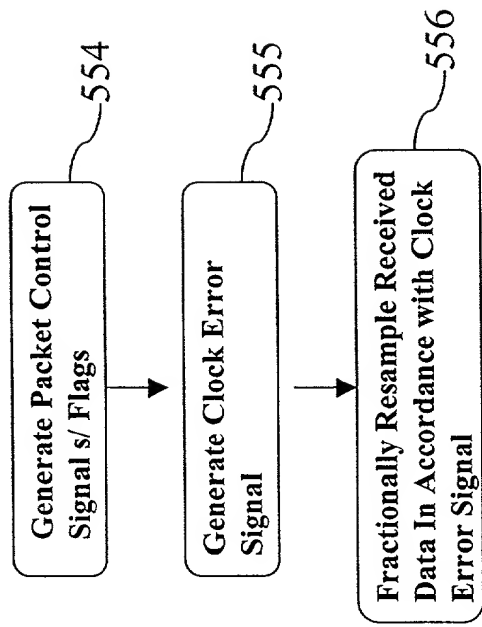 Generate Packet Control
Signal s/ Flags
554
Generate Clock Error
Signal
555
Fractionally Resample Received
Data In Accordance with Clock
Error Signal
556